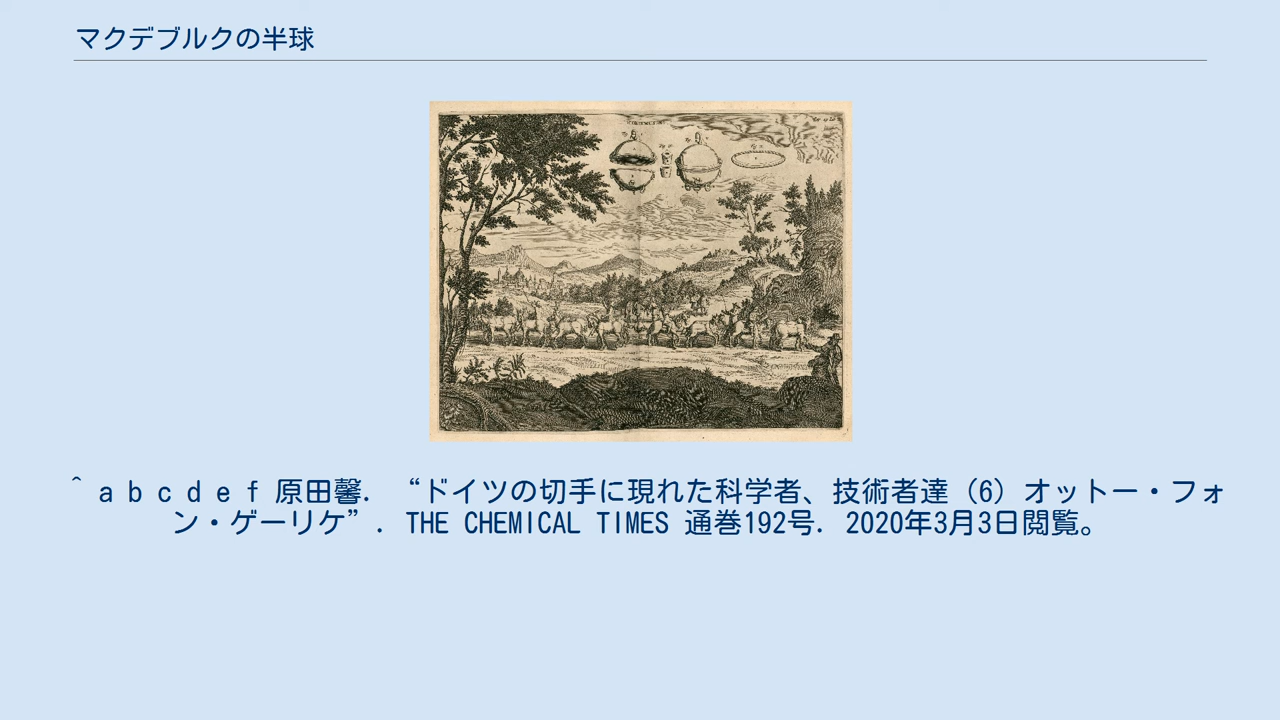 マクデブルクの半球
^ a b c d e f 原田馨. “ドイツの切手に現れた科学者、技術者達（6）オットー・フォ
ン・ゲーリケ”. THE CHEMICAL TIMES 通巻192号. 2020年3月3日閲覧。